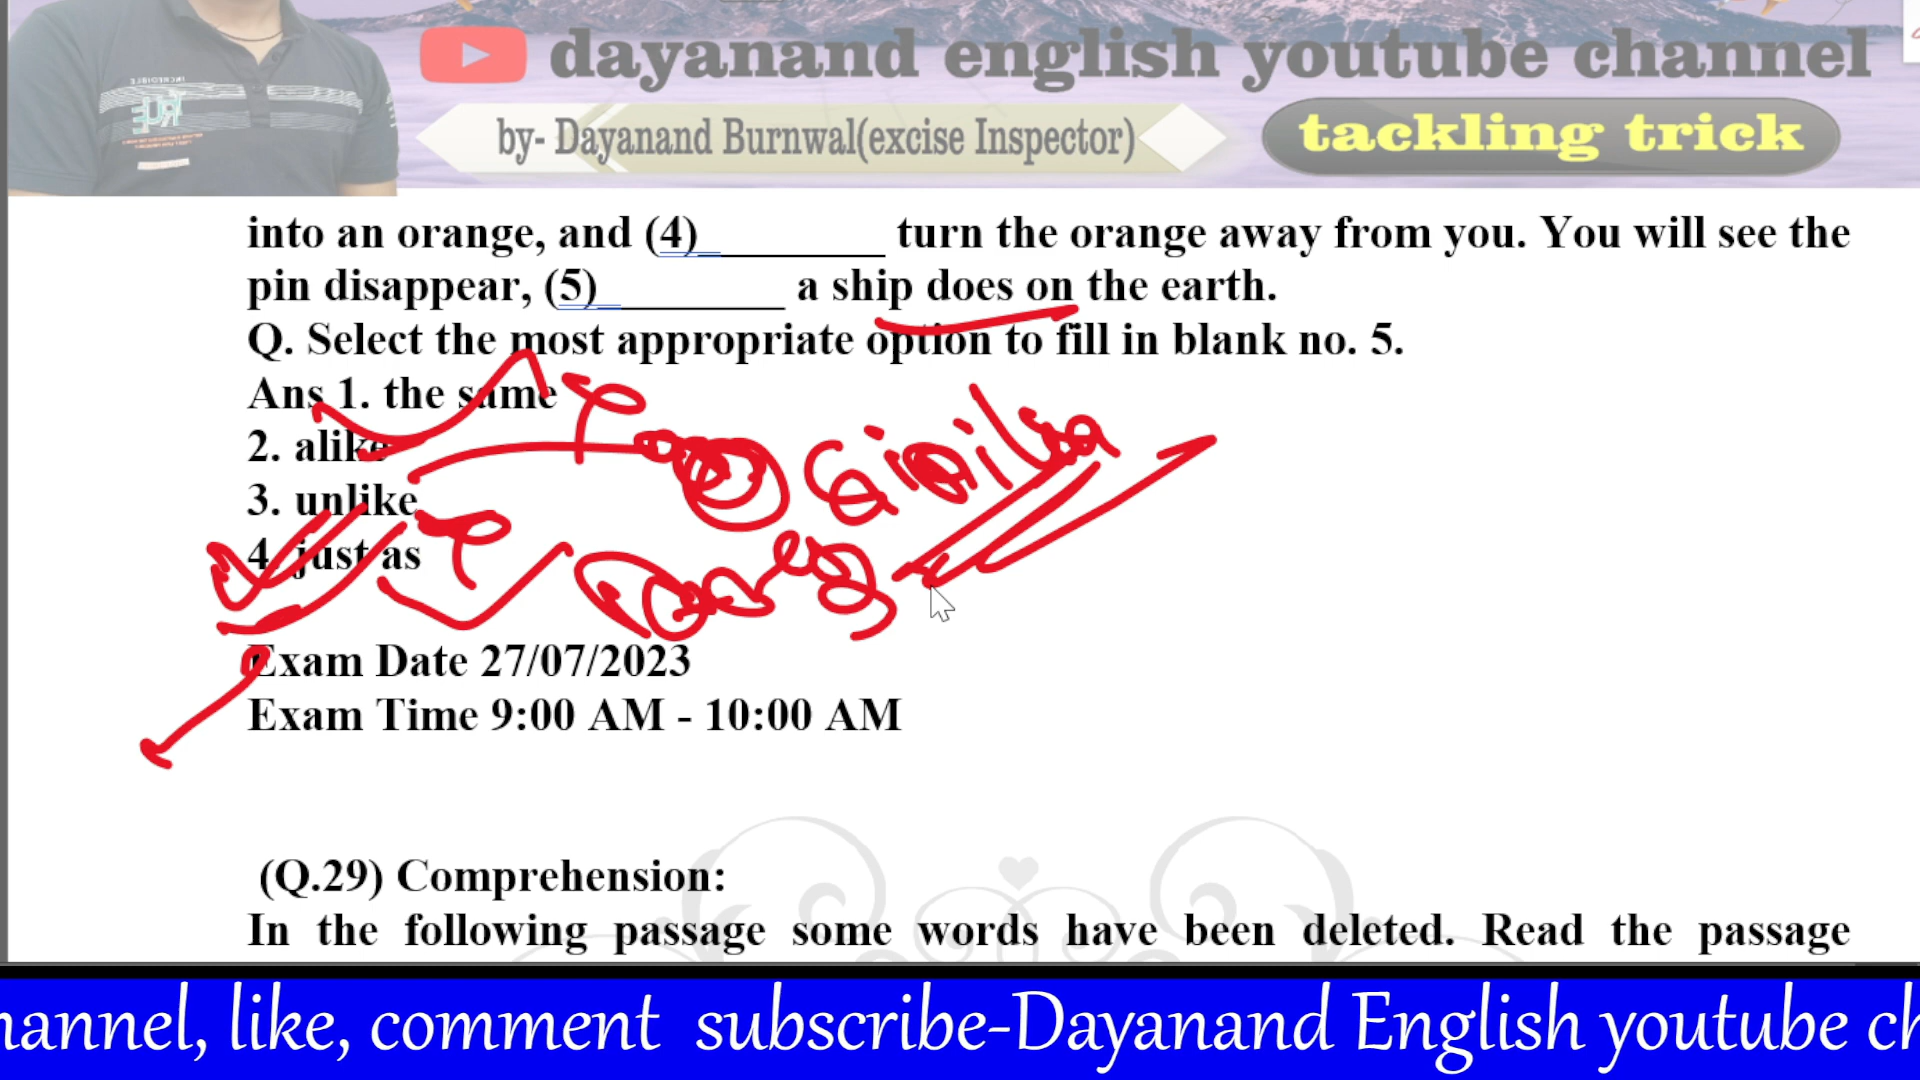 dayanand english youtube channel
by- Dayanand Burnwal(excise Inspector)
tackling trick
into an orange, and (4)________ turn the orange away from you. You will see the
pin disappear, (5)________ a ship does on the earth.
Q. Select the most appropriate option to fill in blank no. 5.
Ans 1. the same
2. alike
3. unlike
4. just as
Exam Date 27/07/2023
Exam Time 9:00 AM - 10:00 AM
(Q.29) Comprehension:
In the following passage some words have been deleted. Read the passage
hannel, like, comment subscribe-Dayanand English youtube ch